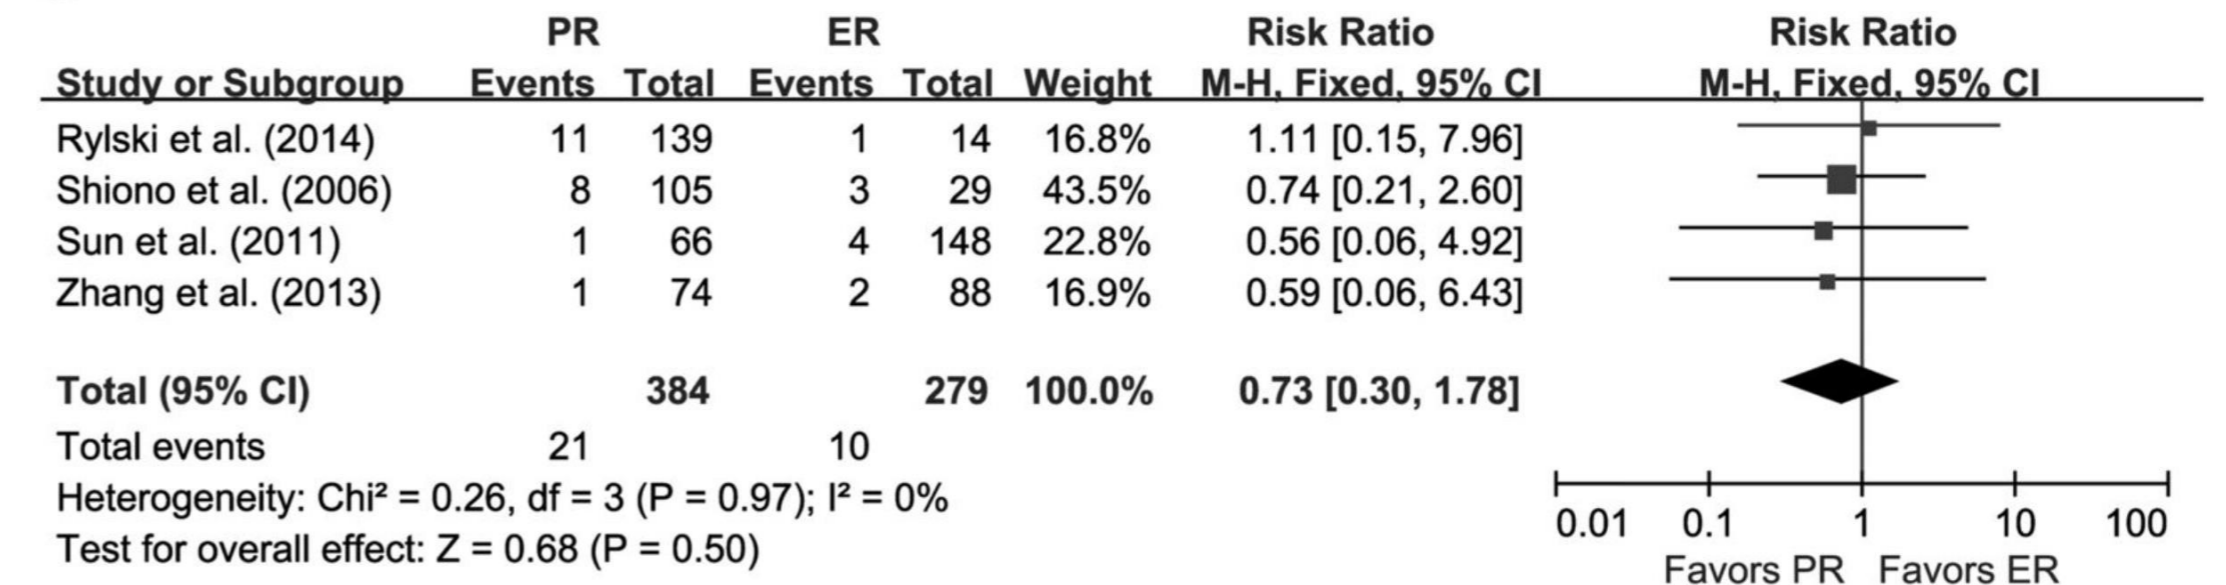 PR ER Risk Ratio Risk Ratio
Study or Subgroup Events Total Events Total Weight M-H, Fixed, 95% CI M-H, Fixed, 95% CI
Rylski et al. (2014) 11 139 1 14 16.8% 1.11 [0.15, 7.96]
Shiono et al. (2006) 8 105 3 29 43.5% 0.74 [0.21, 2.60]
Sun et al. (2011) 1 66 4 148 22.8% 0.56 [0.06, 4.92]
Zhang et al. (2013) 1 74 2 88 16.9% 0.59 [0.06, 6.43]
Total (95% CI) 384 279 100.0% 0.73 [0.30, 1.78]
Total events 21 10
Heterogeneity: Chi² = 0.26, df = 3 (P = 0.97); I² = 0%
Test for overall effect: Z = 0.68 (P = 0.50)
0.01 0.1 1 10 100
Favors PR Favors ER